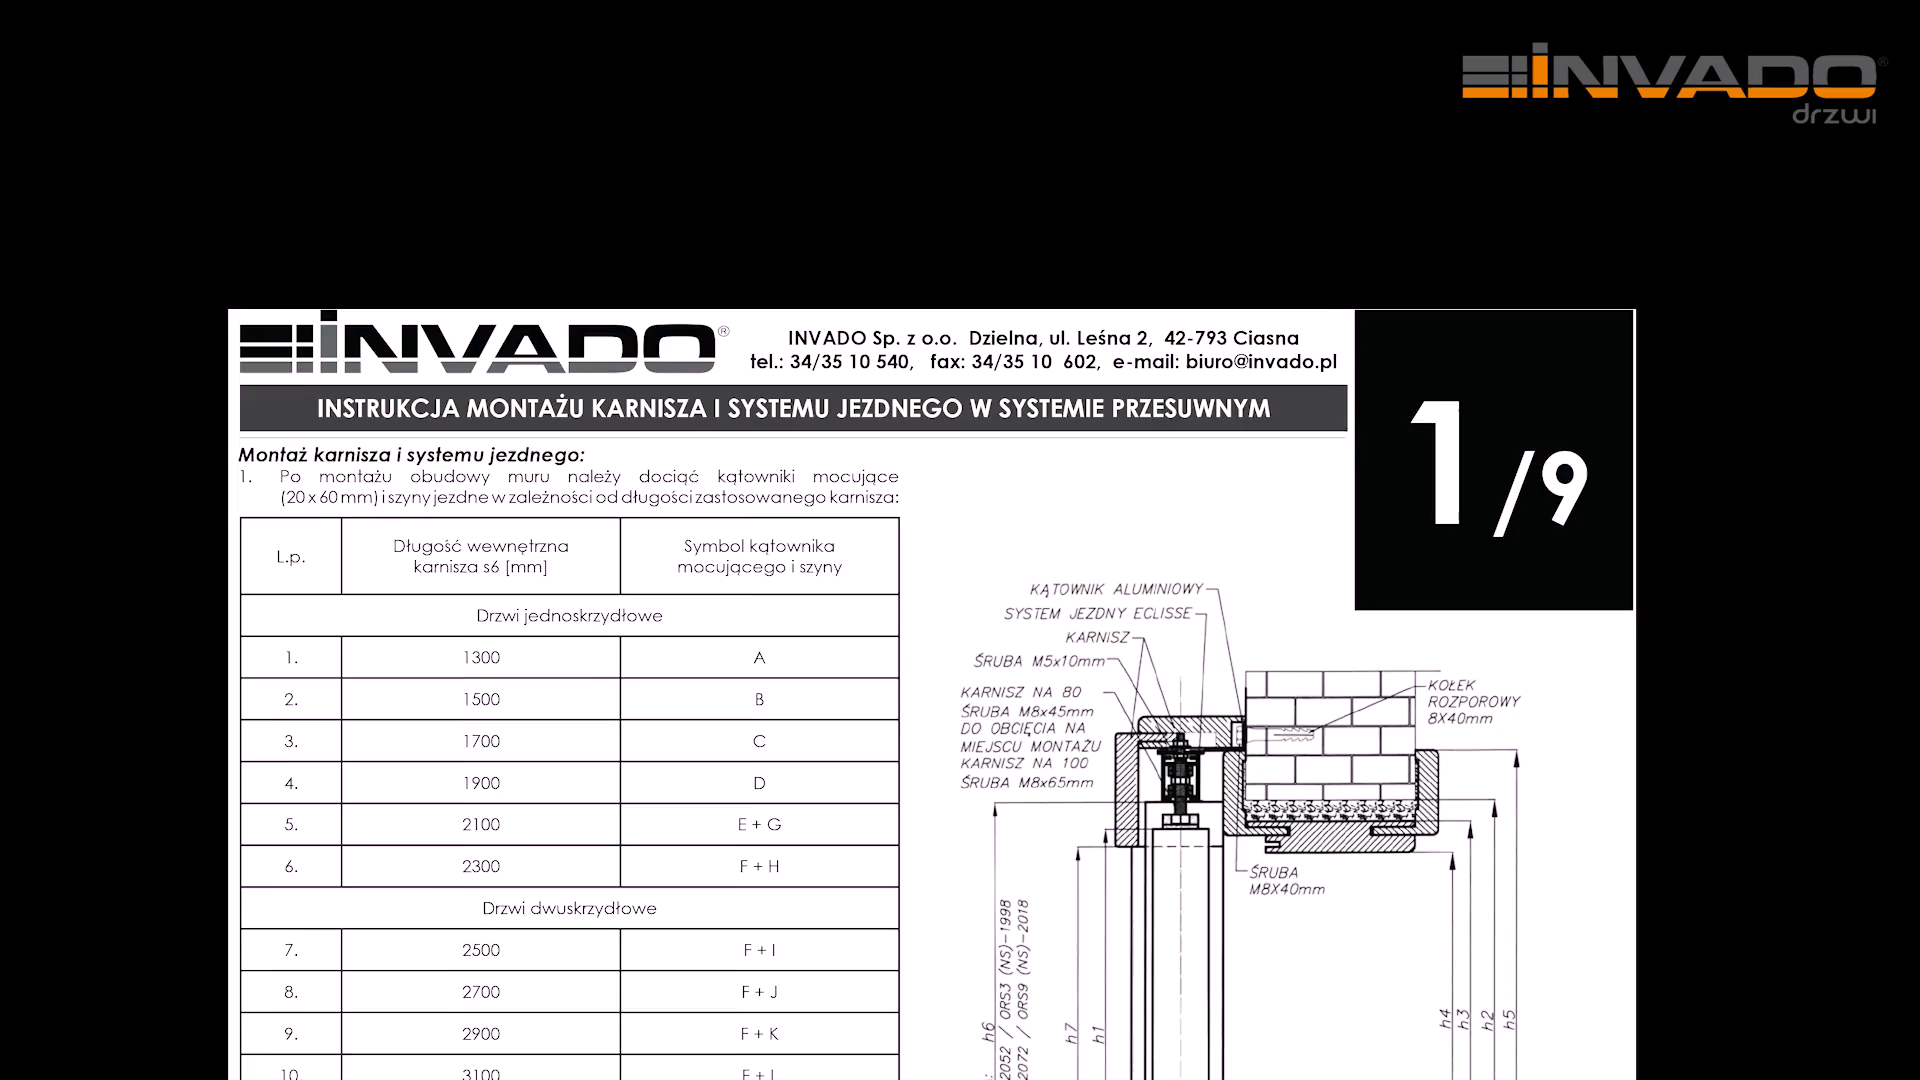 INVADO®
drzwi
INVADO®
INVADO Sp. z o.o. Dzielna, ul. Leśna 2, 42-793 Ciasna
tel.: 34/35 10 540, fax: 34/35 10 602, e-mail: biuro@invado.pl
INSTRUKCJA MONTAŻU KARNISZA I SYSTEMU JEZDNEGO W SYSTEMIE PRZESUWNYM
1/9
Montaż karnisza i systemu jezdnego:
1. Po montażu obudowy muru należy dociąć kątowniki mocujące
(20 x 60 mm) i szyny jezdne w zależności od długości zastosowanego karnisza:
L.p.
Długość wewnętrzna
karnisza s6 [mm]
Symbol kątownika
mocującego i szyny
Drzwi jednoskrzydłowe
1. 1300 A
2. 1500 B
3. 1700 C
4. 1900 D
5. 2100 E + G
6. 2300 F + H
Drzwi dwuskrzydłowe
7. 2500 F + I
8. 2700 F + J
9. 2900 F + K
10. 3100 F + L
KĄTOWNIK ALUMINIOWY
SYSTEM JEZDNY ECLISSE
KARNISZ
ŚRUBA M5x10mm
KARNISZ NA 80
ŚRUBA M8x45mm
DO OBCIĘCIA NA
MIEJSCU MONTAŻU
KARNISZ NA 100
ŚRUBA M8x65mm
KOŁEK
ROZPOROWY
8X40mm
ŚRUBA
M8X40mm
h6
2052 / ORS3 (NS)-1998
2072 / ORS9 (NS)-2018
h7
h1
h4
h3
h2
h5